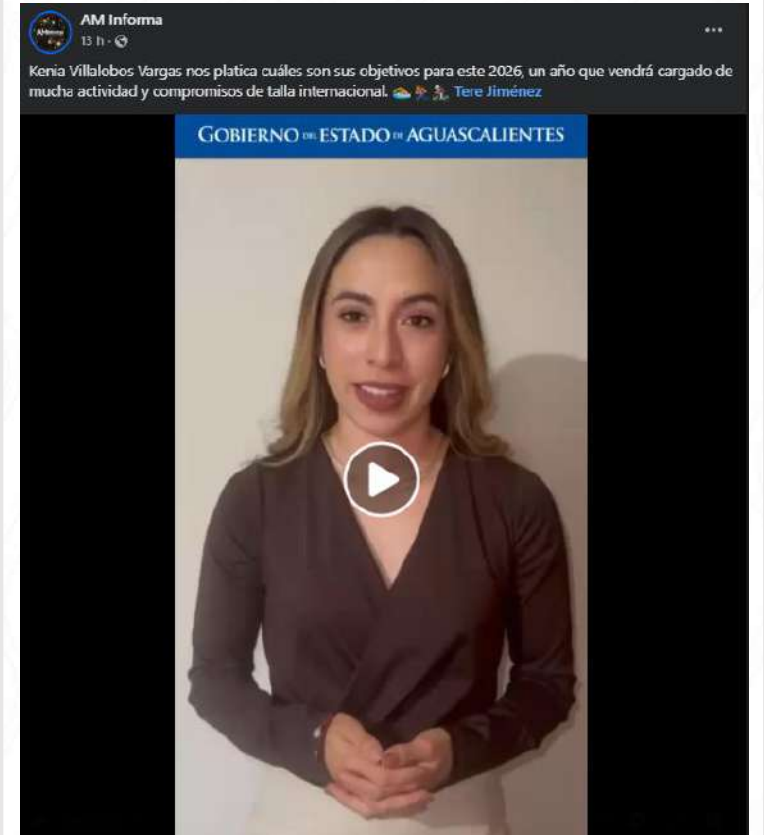 AM Informa
13 h ·
Kenia Villalobos Vargas nos platica cuáles son sus objetivos para este 2026, un año que vendrá cargado de
mucha actividad y compromisos de talla internacional. 🏊🏃⛹ Tere Jiménez
GOBIERNO DEL ESTADO DE AGUASCALIENTES